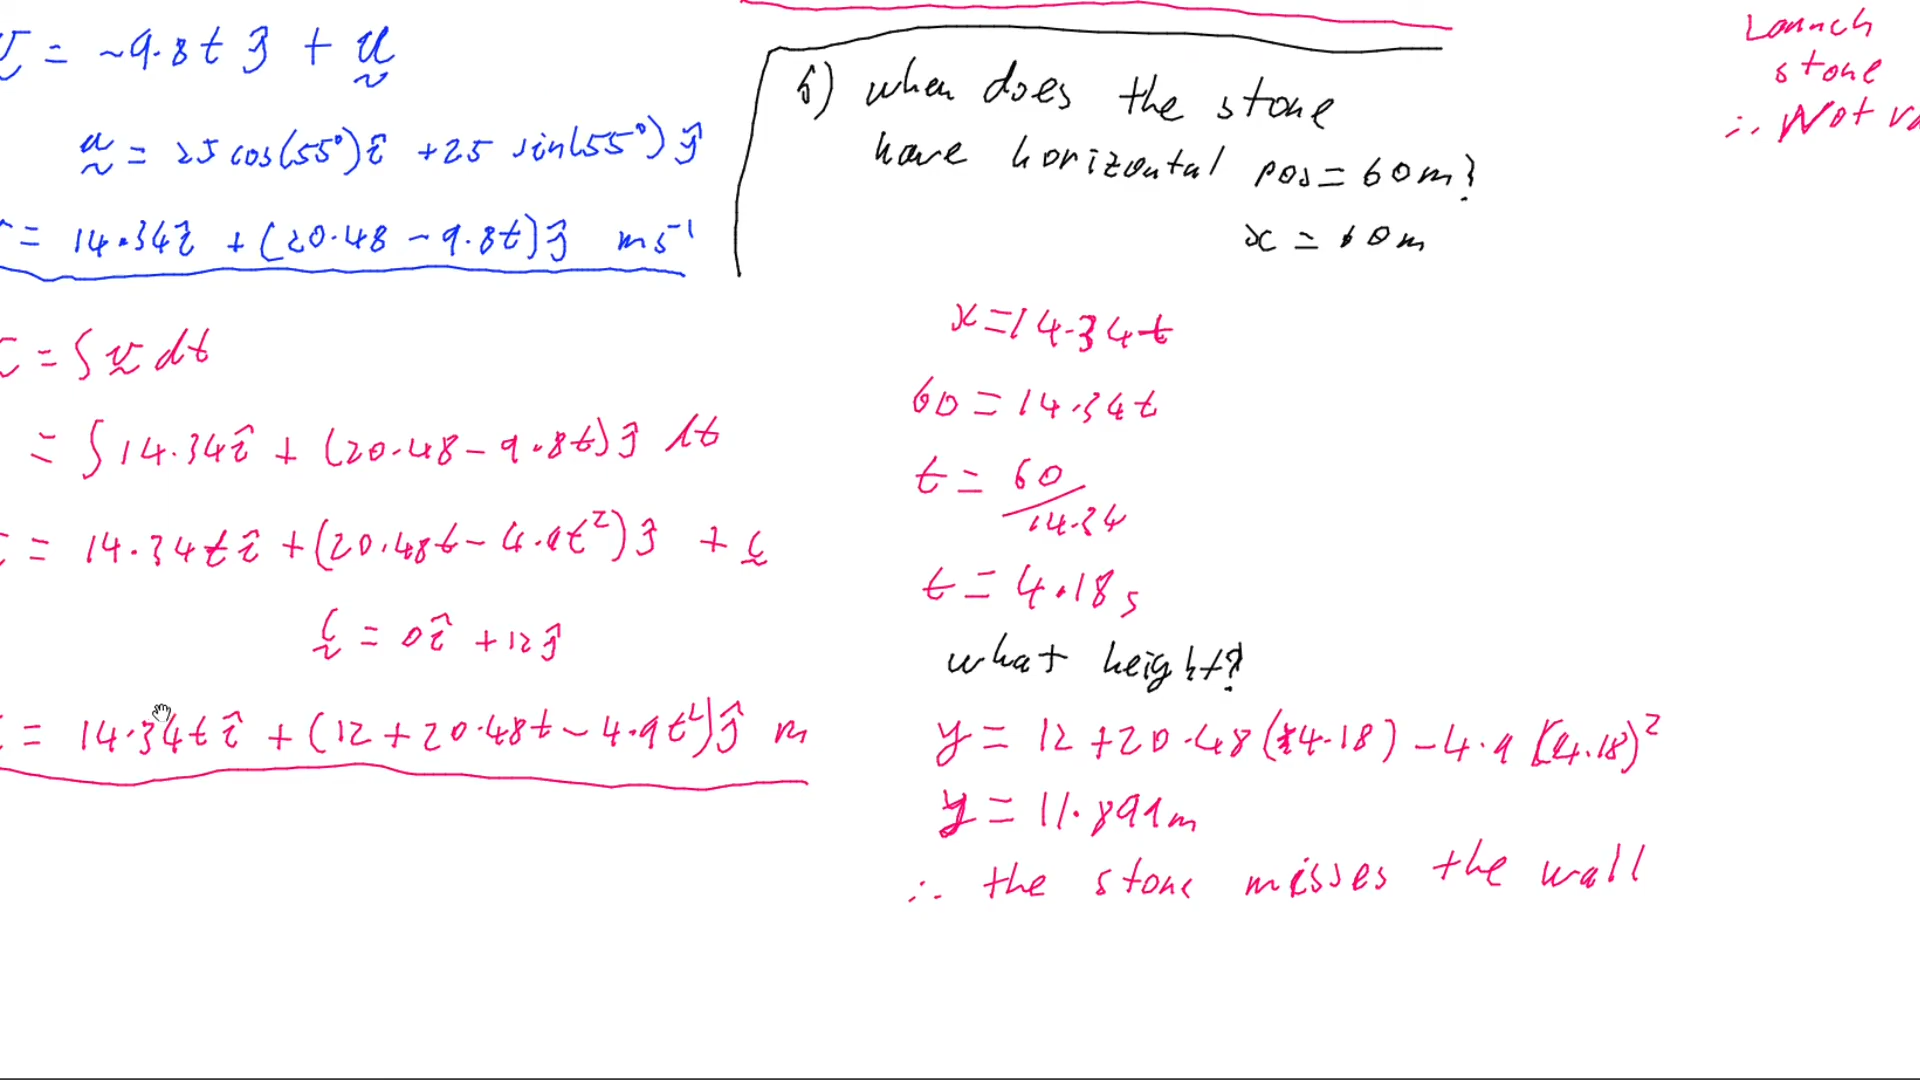 v = -9.8t ĵ + u
u = 25 cos(55°) î + 25 sin(55°) ĵ
= 14.34 î + (20.48 - 9.8t) ĵ ms⁻¹
r = ∫ v dt
= ∫ 14.34 î + (20.48 - 9.8t) ĵ dt
r = 14.34t î + (20.48t - 4.9t²) ĵ + c
c = 0 î + 12 ĵ
r = 14.34t î + (12 + 20.48t - 4.9t²) ĵ m
b) when does the stone
have horizontal pos = 60m?
x = 60m
x = 14.34t
60 = 14.34t
t = 60/14.34
t = 4.18 s
what height?
y = 12 + 20.48(4.18) - 4.9(4.18)²
y = 11.891m
∴ the stone misses the wall
Launch
stone
∴ Not